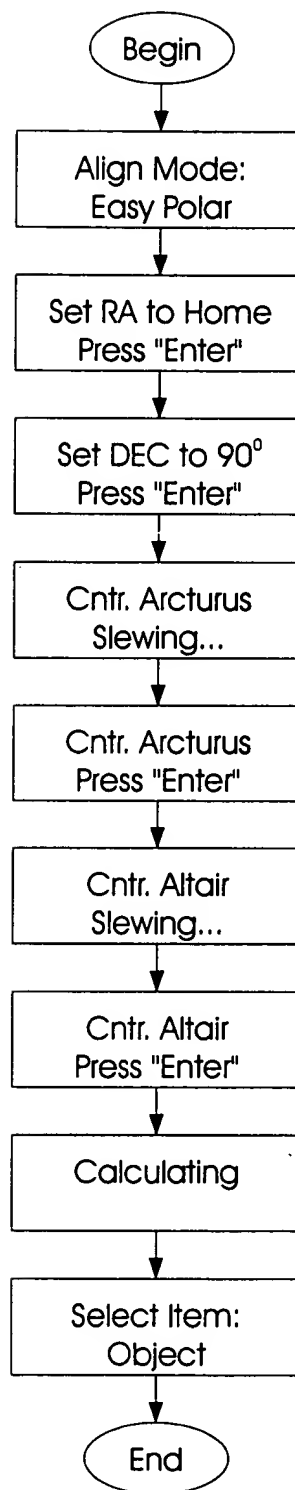 Begin
Align Mode:
Easy Polar
Set RA to Home
Press "Enter"
Set DEC to 90⁰
Press "Enter"
Cntr. Arcturus
Slewing...
Cntr. Arcturus
Press "Enter"
Cntr. Altair
Slewing...
Cntr. Altair
Press "Enter"
Calculating
Select Item:
Object
End